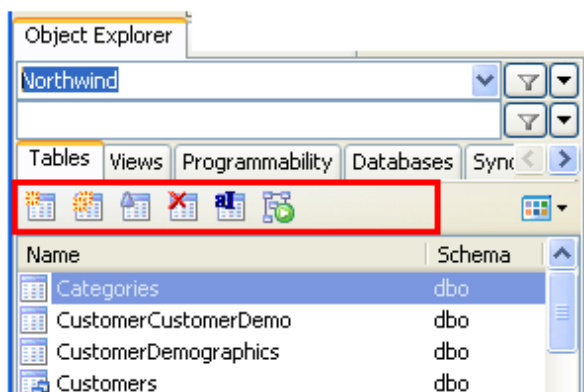 Object Explorer
Northwind
Tables Views Programmability Databases
Name Schema
Categories dbo
CustomerCustomerDemo dbo
CustomerDemographics dbo
Customers dbo